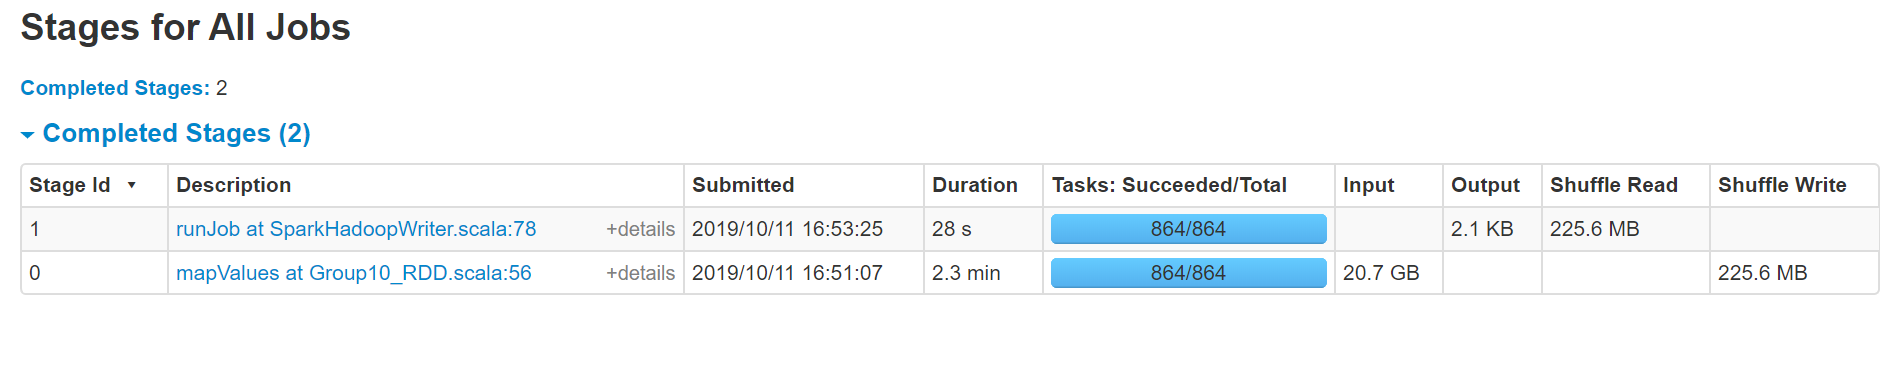 Stages for All Jobs
Completed Stages: 2
Completed Stages (2)
Stage Id Description Submitted Duration Tasks: Succeeded/Total Input Output Shuffle Read Shuffle Write
1 runJob at SparkHadoopWriter.scala:78 +details 2019/10/11 16:53:25 28 s 864/864 2.1 KB 225.6 MB
0 mapValues at Group10_RDD.scala:56 +details 2019/10/11 16:51:07 2.3 min 864/864 20.7 GB 225.6 MB